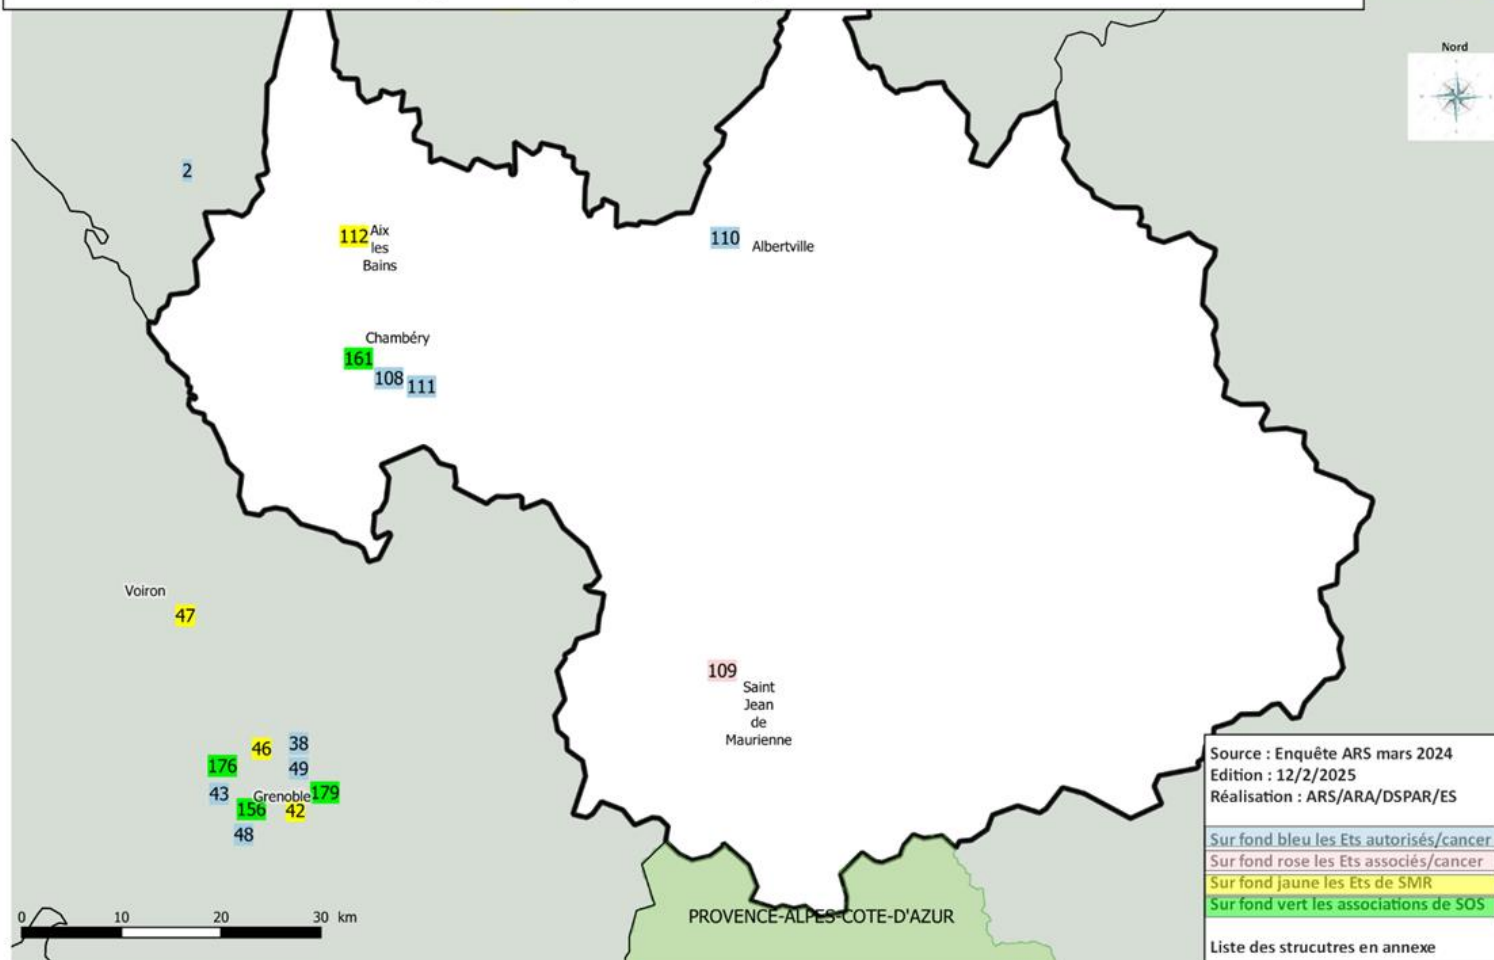 Nord
2
112
Aix
les
Bains
110
Albertville
Chambéry
161
108
111
Voiron
47
109
Saint
Jean
de
Maurienne
46
38
176
49
43
Grenoble
179
156
42
48
0 10 20 30 km
PROVENCE-ALPES-COTE-D'AZUR
Source : Enquête ARS mars 2024
Edition : 12/2/2025
Réalisation : ARS/ARA/DSPAR/ES
Sur fond bleu les Ets autorisés/cancer
Sur fond rose les Ets associés/cancer
Sur fond jaune les Ets de SMR
Sur fond vert les associations de SOS
Liste des strucutres en annexe